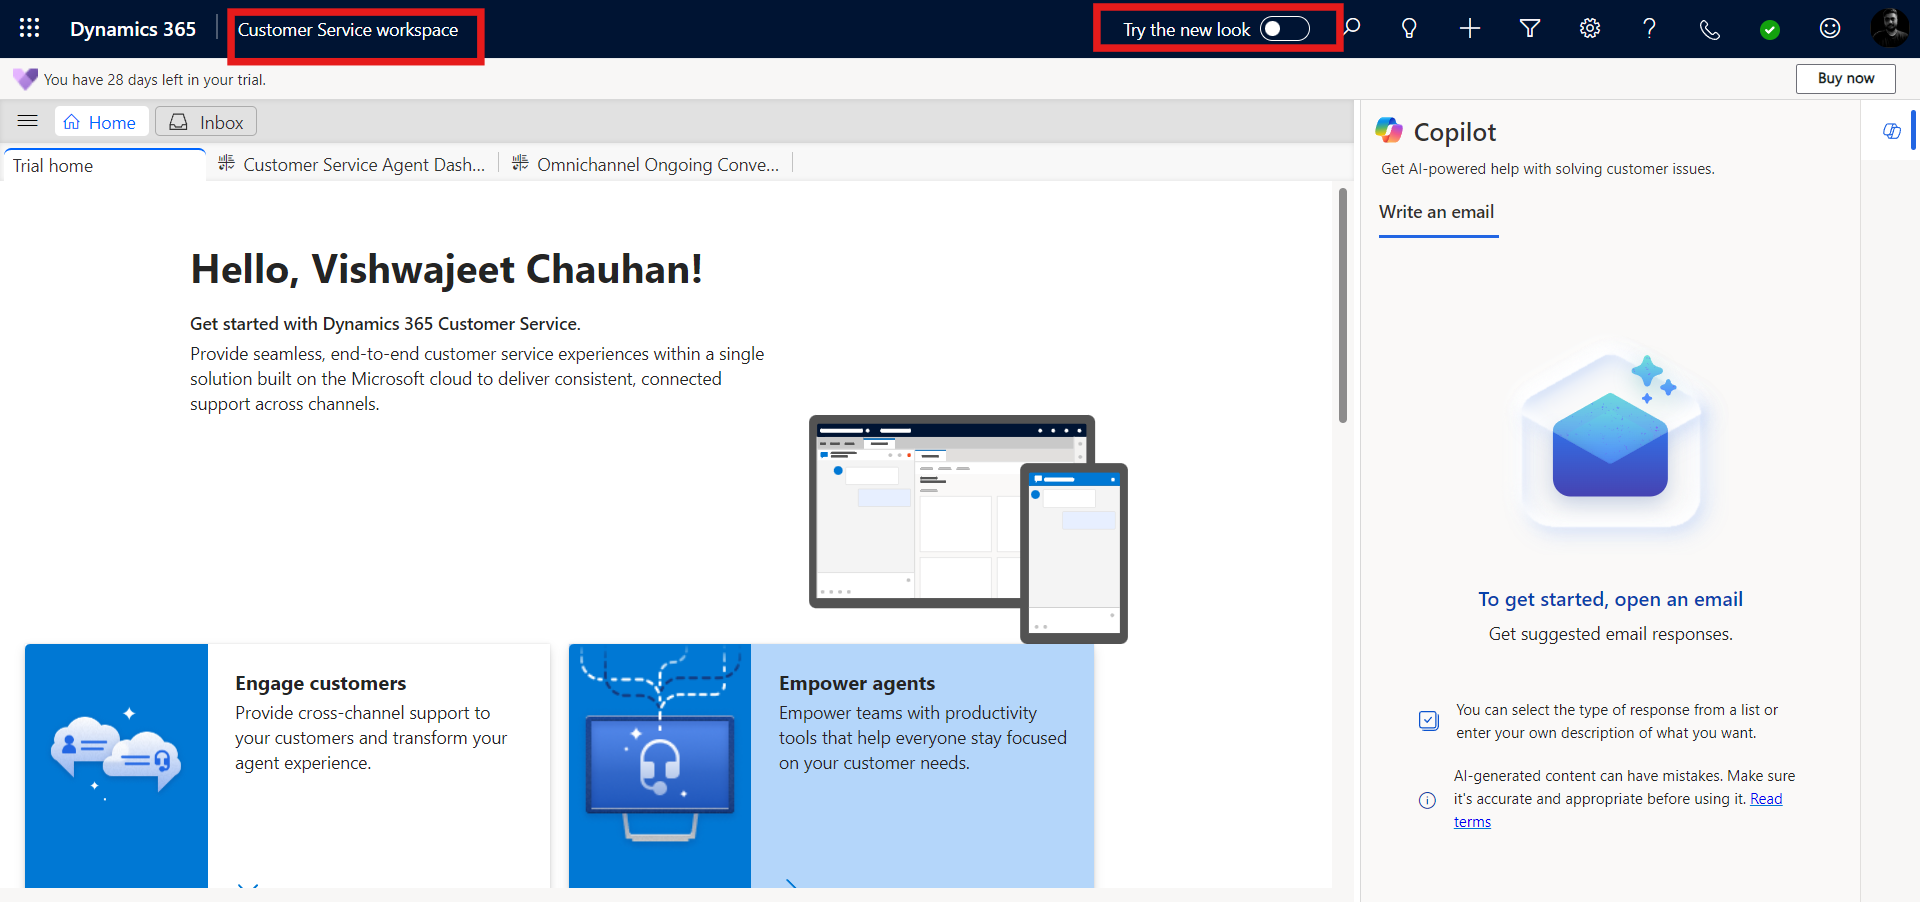 Dynamics 365
Customer Service workspace
Try the new look
You have 28 days left in your trial.
Buy now
Home
Inbox
Trial home
Customer Service Agent Dash...
Omnichannel Ongoing Conve...
Hello, Vishwajeet Chauhan!
Get started with Dynamics 365 Customer Service.
Provide seamless, end-to-end customer service experiences within a single
solution built on the Microsoft cloud to deliver consistent, connected
support across channels.
Engage customers
Provide cross-channel support to
your customers and transform your
agent experience.
Empower agents
Empower teams with productivity
tools that help everyone stay focused
on your customer needs.
Copilot
Get AI-powered help with solving customer issues.
Write an email
To get started, open an email
Get suggested email responses.
You can select the type of response from a list or
enter your own description of what you want.
AI-generated content can have mistakes. Make sure
it's accurate and appropriate before using it. Read
terms